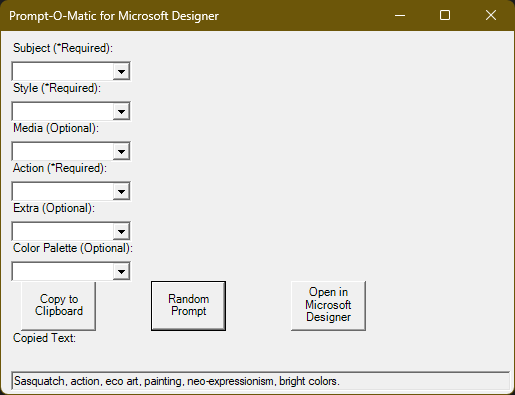 Prompt-O-Matic for Microsoft Designer
Subject (*Required):
Style (*Required):
Media (Optional):
Action (*Required):
Extra (Optional):
Color Palette (Optional):
Copy to
Clipboard
Random
Prompt
Open in
Microsoft
Designer
Copied Text:
Sasquatch, action, eco art, painting, neo-expressionism, bright colors.